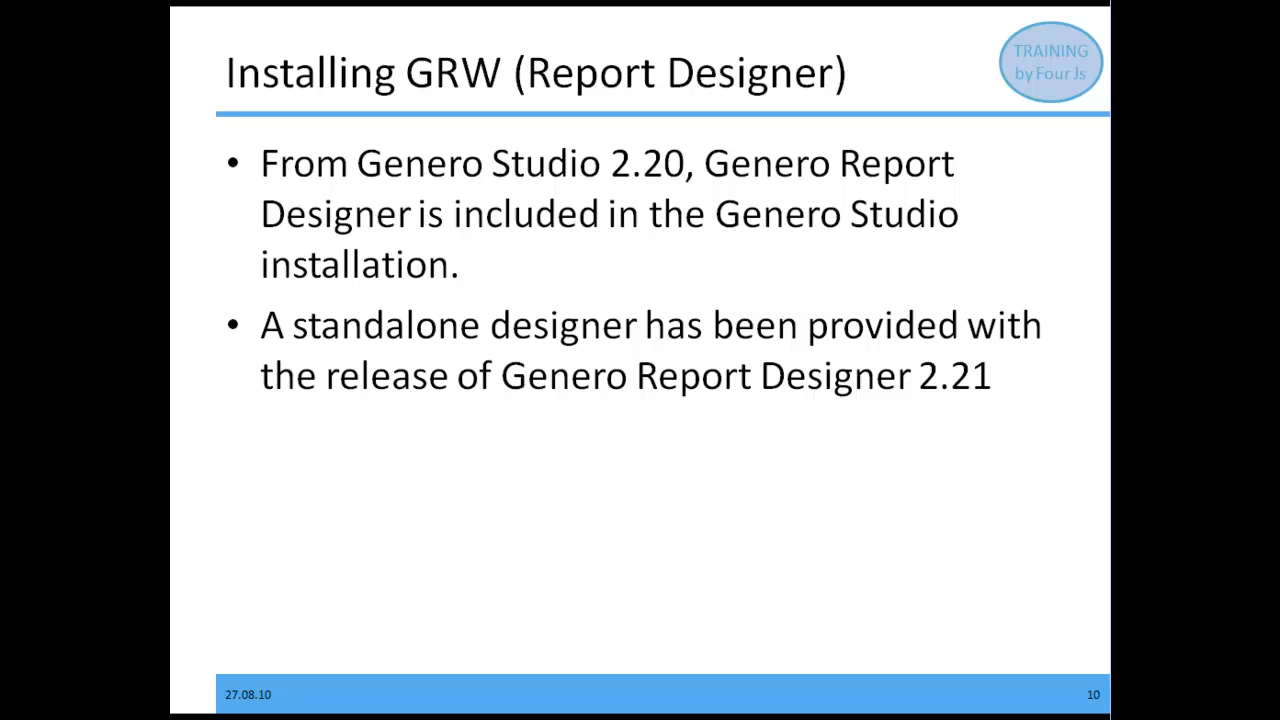 Installing GRW (Report Designer)
TRAINING
by Four Js
• From Genero Studio 2.20, Genero Report
Designer is included in the Genero Studio
installation.
• A standalone designer has been provided with
the release of Genero Report Designer 2.21
27.08.10
10